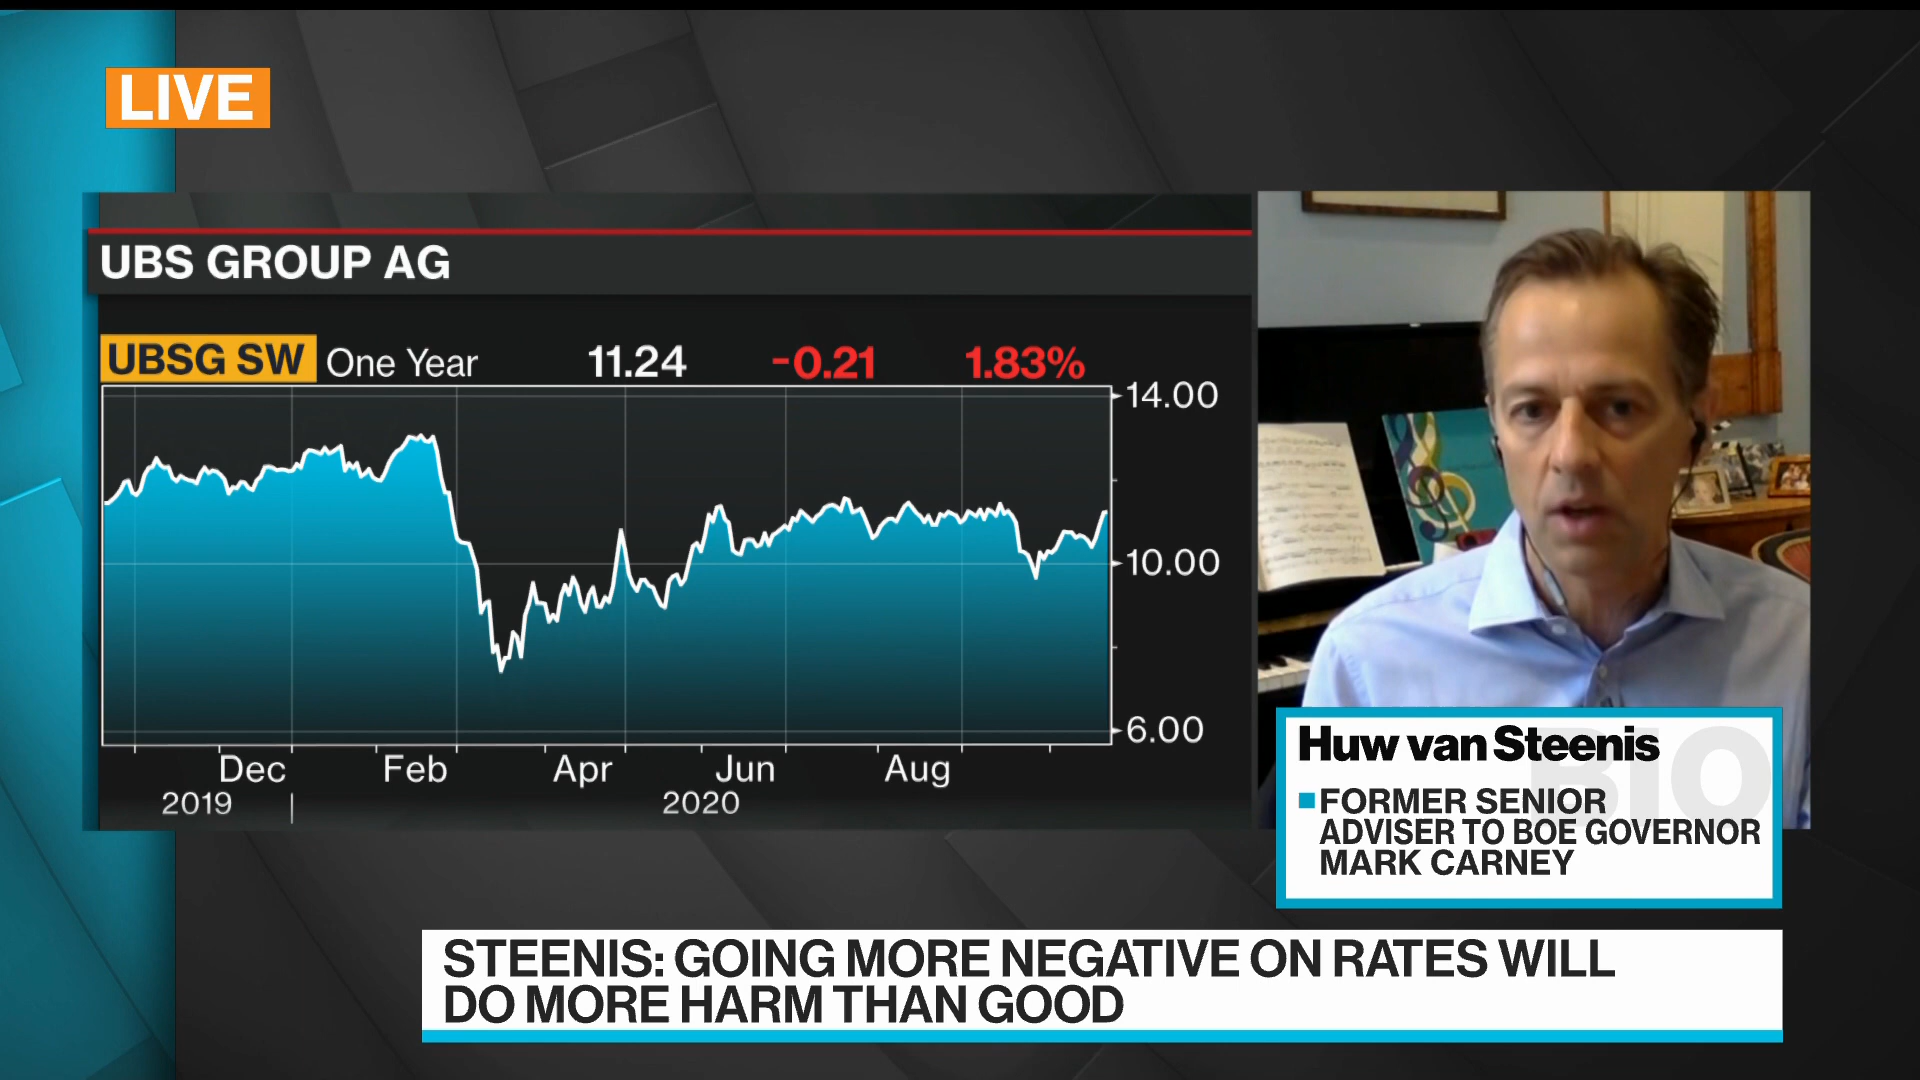 LIVE
UBS GROUP AG
UBSG SW One Year 11.24 -0.21 1.83%
14.00
10.00
6.00
Dec Feb Apr Jun Aug
2019 2020
BIO
Huw van Steenis
FORMER SENIOR
ADVISER TO BOE GOVERNOR
MARK CARNEY
STEENIS: GOING MORE NEGATIVE ON RATES WILL
DO MORE HARM THAN GOOD